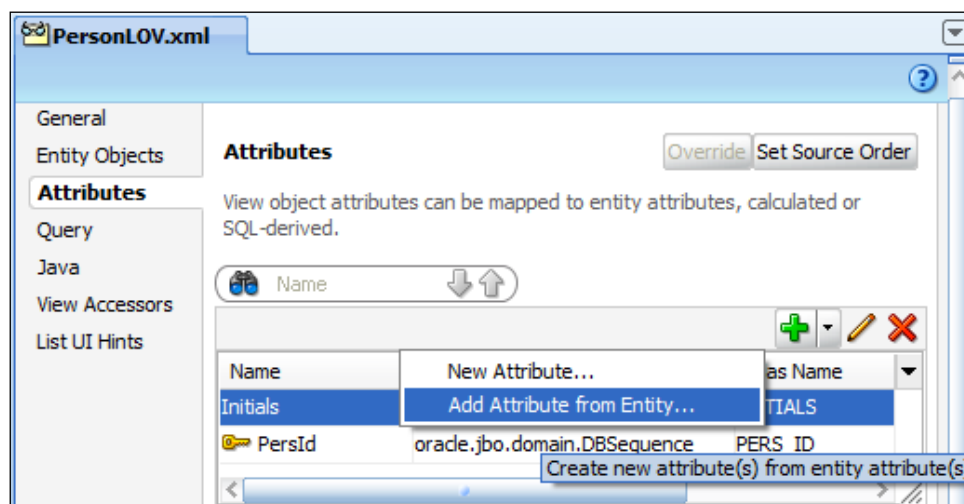 PersonLOV.xml
General
Entity Objects
Attributes
Query
Java
View Accessors
List UI Hints
Attributes
Override
Set Source Order
View object attributes can be mapped to entity attributes, calculated or
SQL-derived.
Name
Name
New Attribute...
as Name
Initials
Add Attribute from Entity...
TIALS
PersId
oracle.jbo.domain.DBSequence
PERS_ID
Create new attribute(s) from entity attribute(s